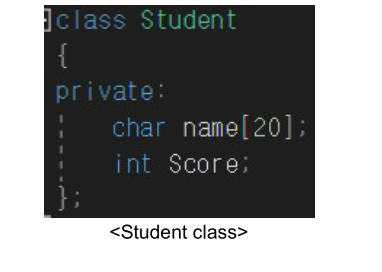 class Student
{
private:
char name[20];
int Score;
};
<Student class>